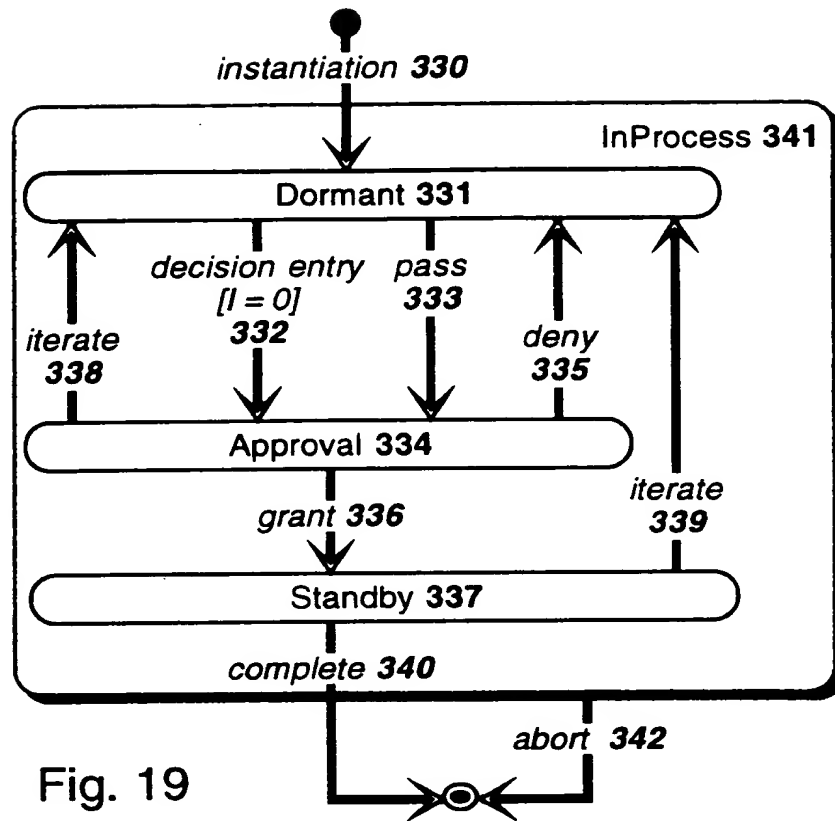 instantiation 330
InProcess 341
Dormant 331
decision entry
[I = 0]
332
pass
333
iterate
338
deny
335
Approval 334
grant 336
iterate
339
Standby 337
complete 340
abort 342
Fig. 19